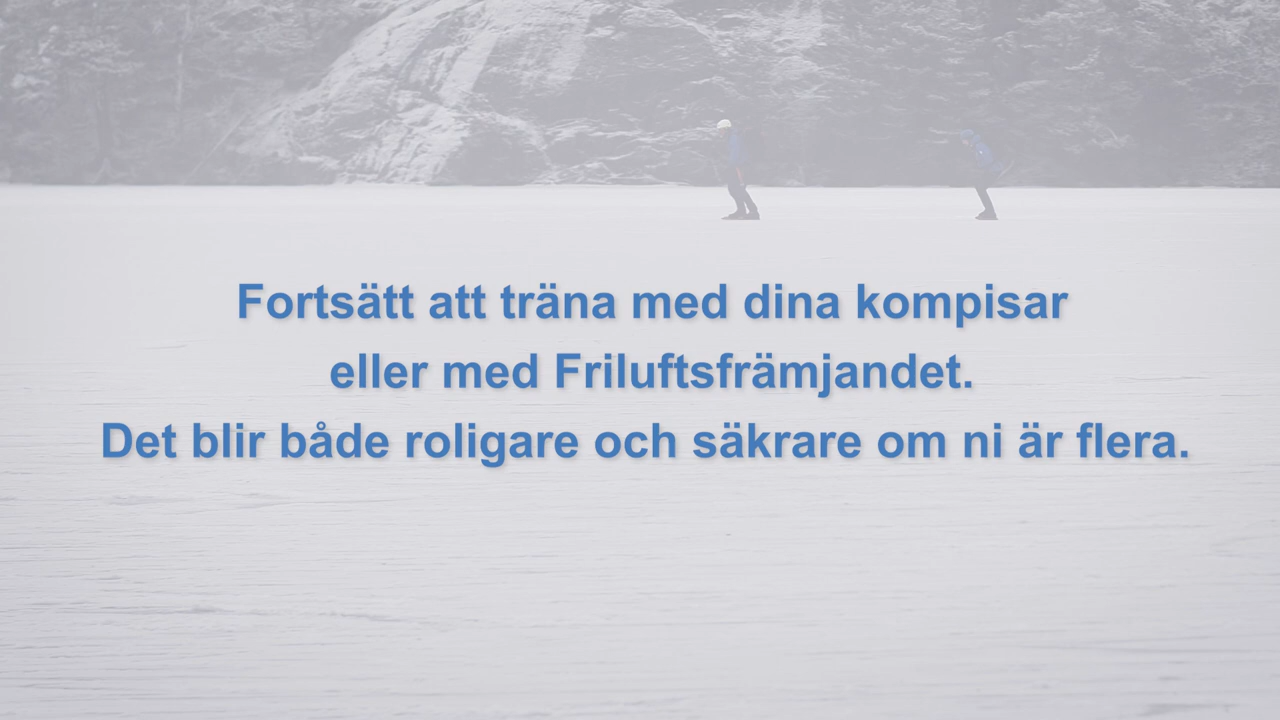 Fortsätt att träna med dina kompisar
eller med Friluftsfrämjandet.
Det blir både roligare och säkrare om ni är flera.